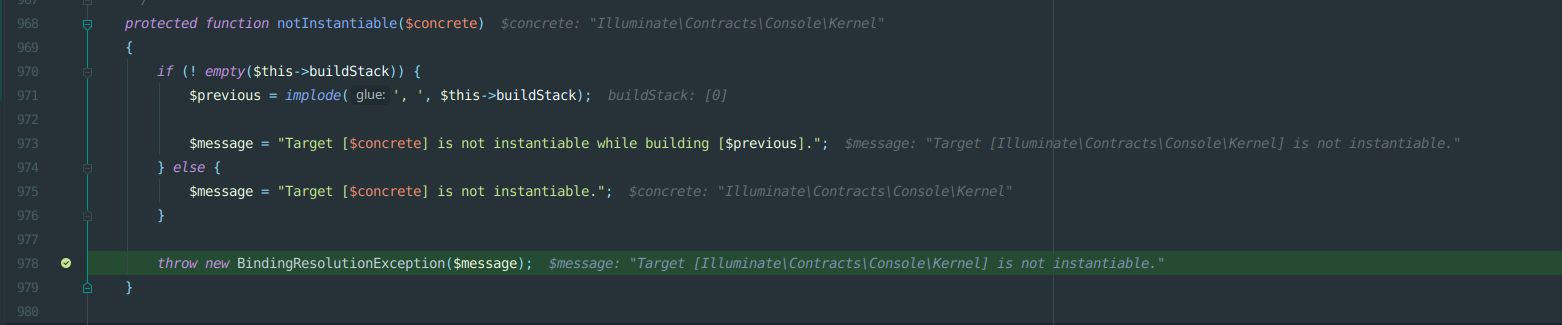 967 */
968 protected function notInstantiable($concrete) $concrete: "Illuminate\Contracts\Console\Kernel"
969 {
970 if (! empty($this->buildStack)) {
971 $previous = implode( glue: ', ', $this->buildStack); buildStack: [0]
972
973 $message = "Target [$concrete] is not instantiable while building [$previous]."; $message: "Target [Illuminate\Contracts\Console\Kernel] is not instantiable."
974 } else {
975 $message = "Target [$concrete] is not instantiable."; $concrete: "Illuminate\Contracts\Console\Kernel"
976 }
977
978 throw new BindingResolutionException($message); $message: "Target [Illuminate\Contracts\Console\Kernel] is not instantiable."
979 }
980